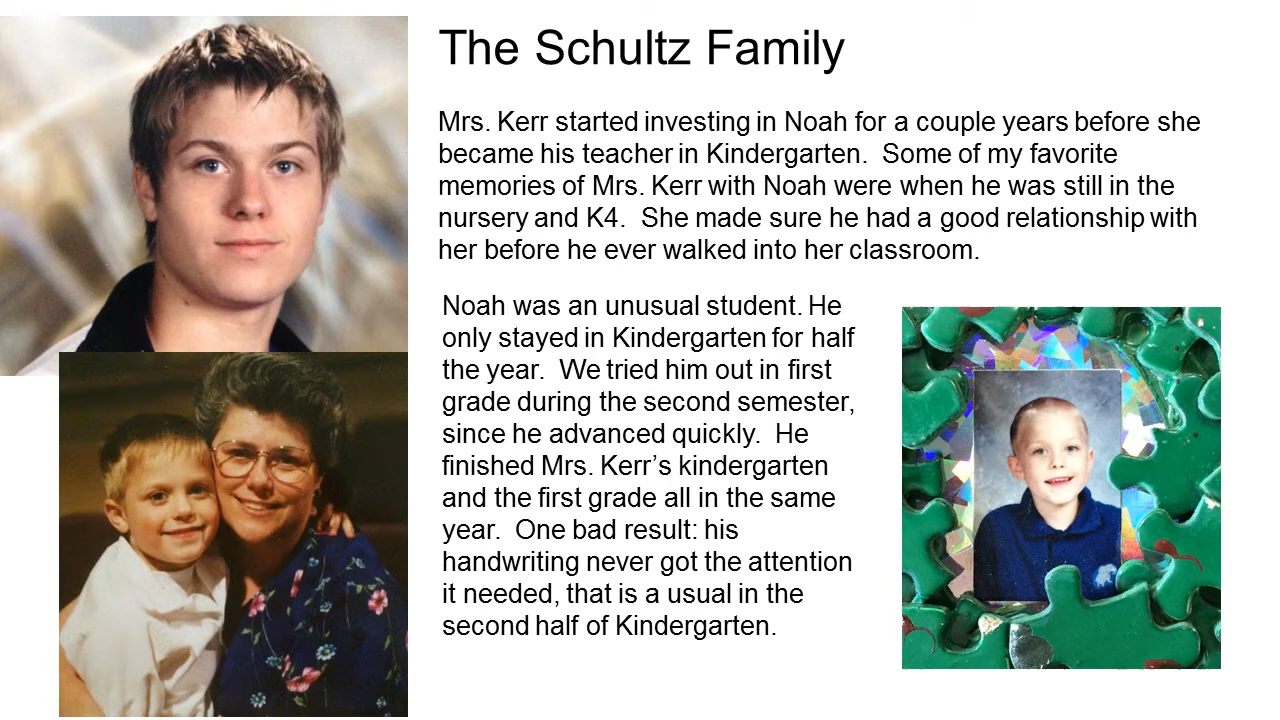 The Schultz Family
Mrs. Kerr started investing in Noah for a couple years before she
became his teacher in Kindergarten.  Some of my favorite
memories of Mrs. Kerr with Noah were when he was still in the
nursery and K4.  She made sure he had a good relationship with
her before he ever walked into her classroom.
Noah was an unusual student. He
only stayed in Kindergarten for half
the year.  We tried him out in first
grade during the second semester,
since he advanced quickly.  He
finished Mrs. Kerr’s kindergarten
and the first grade all in the same
year.  One bad result: his
handwriting never got the attention
it needed, that is a usual in the
second half of Kindergarten.